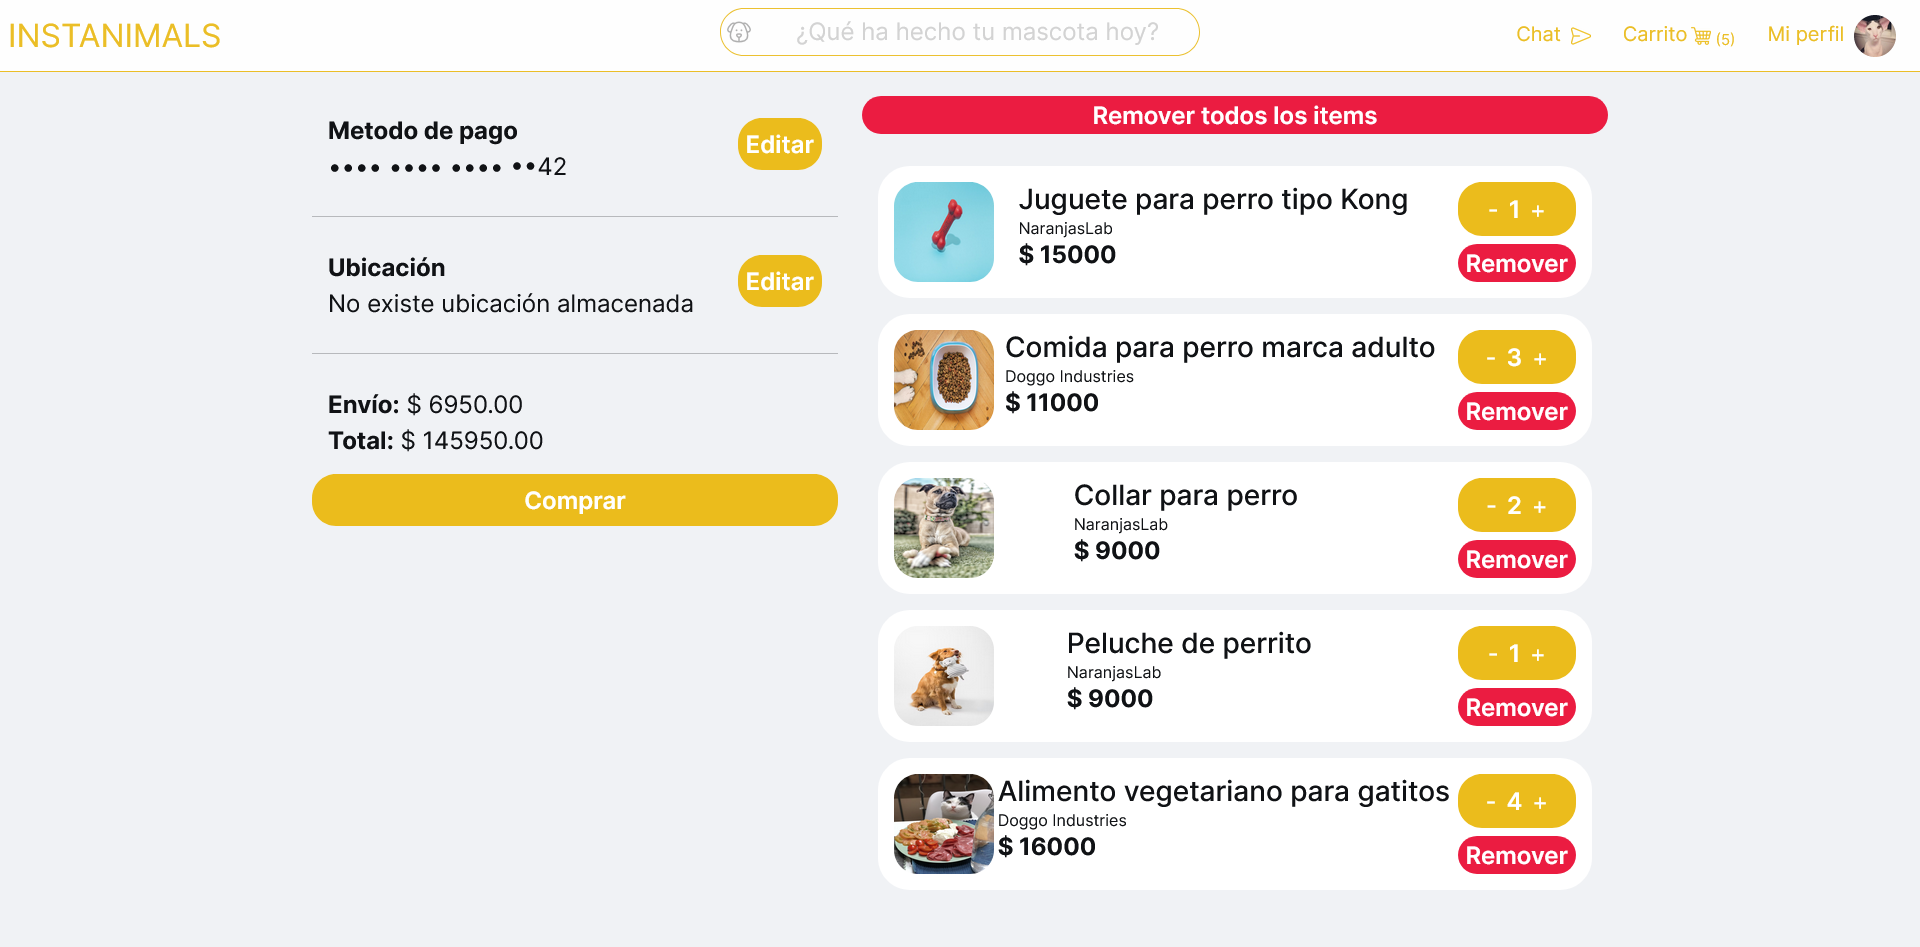 INSTANIMALS
¿Qué ha hecho tu mascota hoy?
Chat
Carrito (5)
Mi perfil
Metodo de pago
•••• •••• •••• ••42
Editar
Ubicación
No existe ubicación almacenada
Editar
Envío: $ 6950.00
Total: $ 145950.00
Comprar
Remover todos los items
Juguete para perro tipo Kong
NaranjasLab
$ 15000
- 1 +
Remover
Comida para perro marca adulto
Doggo Industries
$ 11000
- 3 +
Remover
Collar para perro
NaranjasLab
$ 9000
- 2 +
Remover
Peluche de perrito
NaranjasLab
$ 9000
- 1 +
Remover
Alimento vegetariano para gatitos
Doggo Industries
$ 16000
- 4 +
Remover